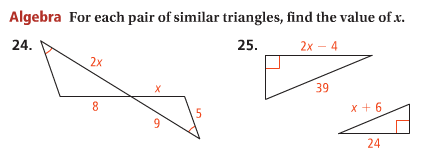 Algebra For each pair of similar triangles, find the value of x.
24.
2x
x
8
9
5
25.
2x − 4
39
x + 6
24